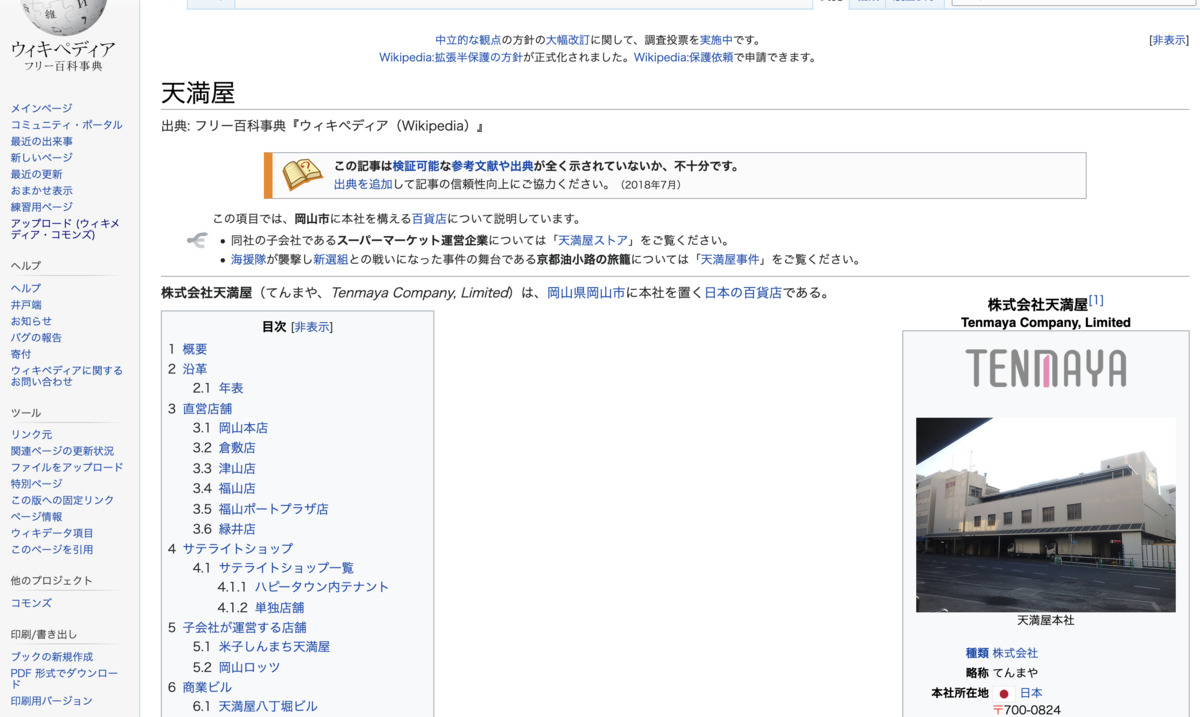 維
ウィキペディア
フリー百科事典
メインページ
コミュニティ・ポータル
最近の出来事
新しいページ
最近の更新
おまかせ表示
練習用ページ
アップロード (ウィキメ
ディア・コモンズ)
ヘルプ
ヘルプ
井戸端
お知らせ
バグの報告
寄付
ウィキペディアに関する
お問い合わせ
ツール
リンク元
関連ページの更新状況
ファイルをアップロード
特別ページ
この版への固定リンク
ページ情報
ウィキデータ項目
このページを引用
他のプロジェクト
コモンズ
印刷/書き出し
ブックの新規作成
PDF 形式でダウンロー
ド
印刷用バージョン
中立的な観点の方針の大幅改訂に関して、調査投票を実施中です。
[非表示]
Wikipedia:拡張半保護の方針が正式化されました。Wikipedia:保護依頼で申請できます。
天満屋
出典: フリー百科事典『ウィキペディア（Wikipedia）』
この記事は検証可能な参考文献や出典が全く示されていないか、不十分です。
出典を追加して記事の信頼性向上にご協力ください。（2018年7月）
この項目では、岡山市に本社を構える百貨店について説明しています。
• 同社の子会社であるスーパーマーケット運営企業については「天満屋ストア」をご覧ください。
• 海援隊が襲撃し新選組との戦いになった事件の舞台である京都油小路の旅籠については「天満屋事件」をご覧ください。
株式会社天満屋（てんまや、Tenmaya Company, Limited）は、岡山県岡山市に本社を置く日本の百貨店である。
目次 [非表示]
1 概要
2 沿革
2.1 年表
3 直営店舗
3.1 岡山本店
3.2 倉敷店
3.3 津山店
3.4 福山店
3.5 福山ポートプラザ店
3.6 緑井店
4 サテライトショップ
4.1 サテライトショップ一覧
4.1.1 ハピータウン内テナント
4.1.2 単独店舗
5 子会社が運営する店舗
5.1 米子しんまち天満屋
5.2 岡山ロッツ
6 商業ビル
6.1 天満屋八丁堀ビル
株式会社天満屋[1]
Tenmaya Company, Limited
TENMAYA
天満屋本社
種類 株式会社
略称 てんまや
本社所在地 日本
〒700-0824